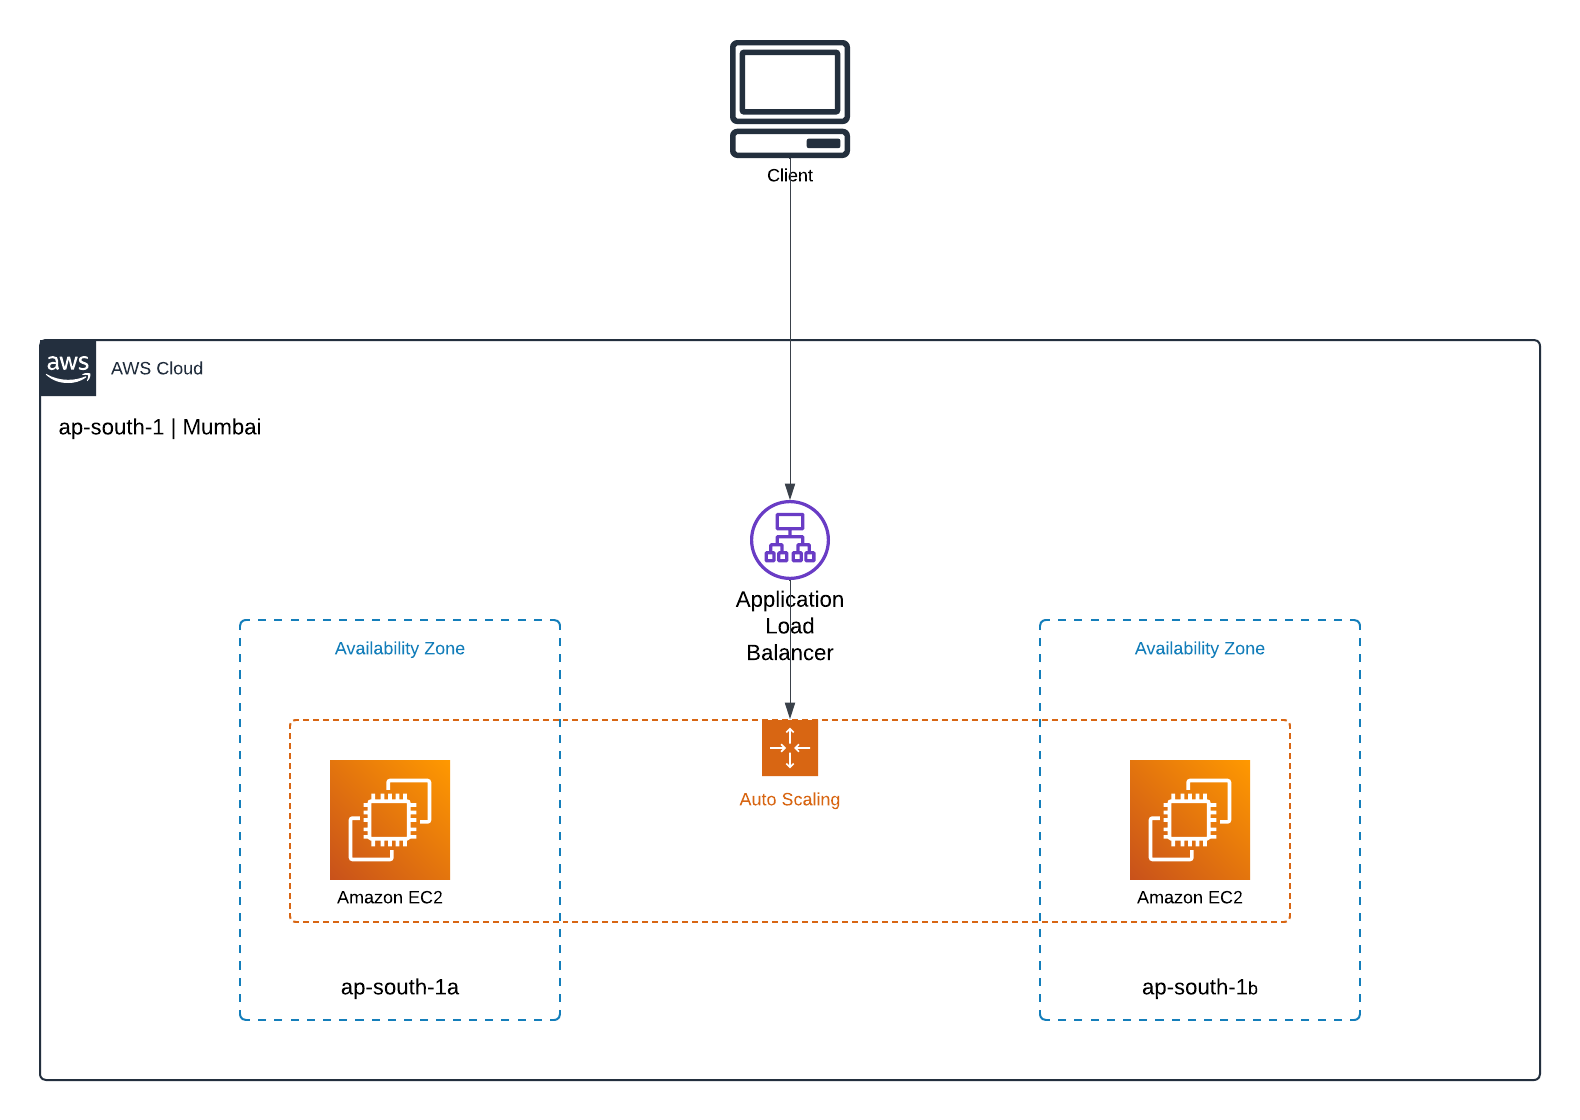 Client
aws
AWS Cloud
ap-south-1 | Mumbai
Application
Load
Balancer
Availability Zone
Availability Zone
Auto Scaling
Amazon EC2
Amazon EC2
ap-south-1a
ap-south-1b